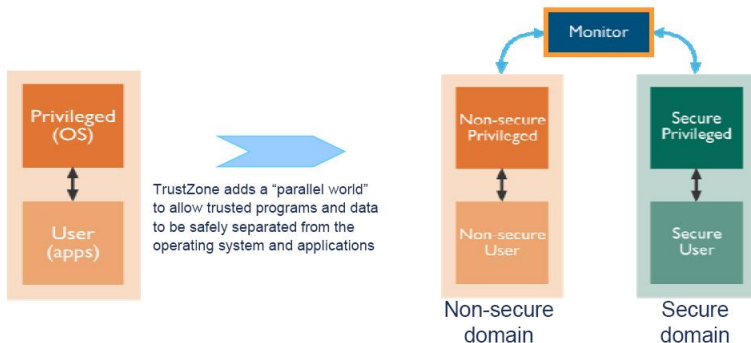 Monitor
Privileged
(OS)
User
(apps)
TrustZone adds a “parallel world”
to allow trusted programs and data
to be safely separated from the
operating system and applications
Non-secure
Privileged
Non-secure
User
Non-secure
domain
Secure
Privileged
Secure
User
Secure
domain